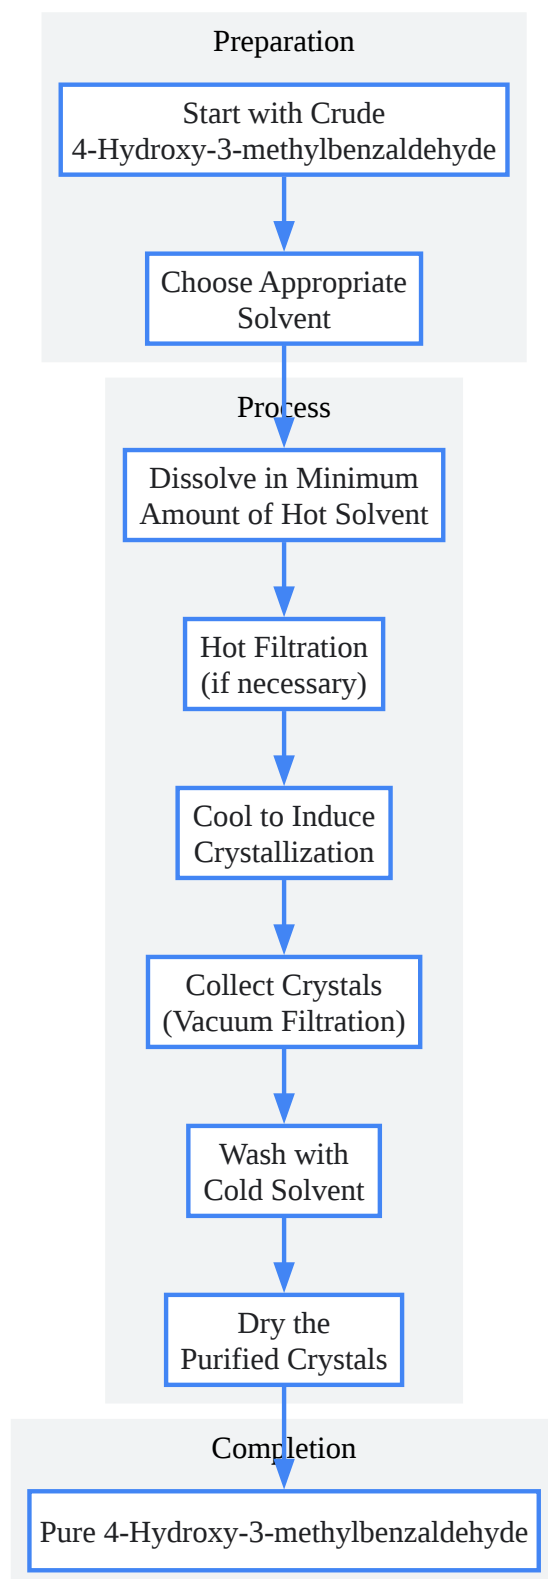 Preparation
Start with Crude
4-Hydroxy-3-methylbenzaldehyde
Choose Appropriate
Solvent
Process
Dissolve in Minimum
Amount of Hot Solvent
Hot Filtration
(if necessary)
Cool to Induce
Crystallization
Collect Crystals
(Vacuum Filtration)
Wash with
Cold Solvent
Dry the
Purified Crystals
Completion
Pure 4-Hydroxy-3-methylbenzaldehyde